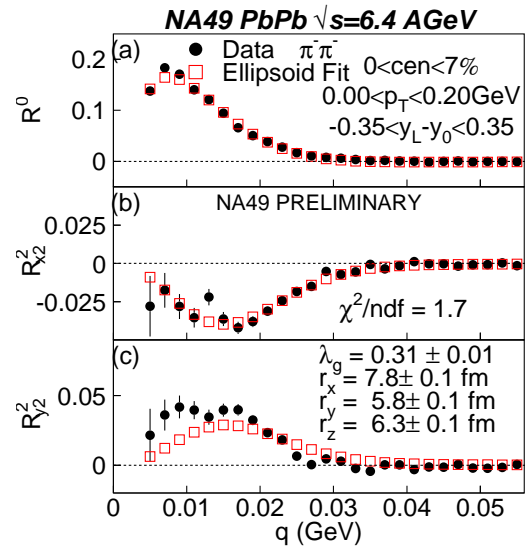 NA49 PbPb √s=6.4 AGeV
(a)
Data π⁻π⁻
Ellipsoid Fit
0<cen<7%
0.00<p_T<0.20GeV
-0.35<y_L-y_0<0.35
0.2
0.1
0
R^0
(b)
NA49 PRELIMINARY
0.025
0
-0.025
R^2_x2
χ²/ndf = 1.7
(c)
λ_g = 0.31 ± 0.01
r_x = 7.8± 0.1 fm
r_y = 5.8± 0.1 fm
r_z = 6.3± 0.1 fm
0.05
0
R^2_y2
0.00 0.01 0.02 0.03 0.04 0.05
q (GeV)